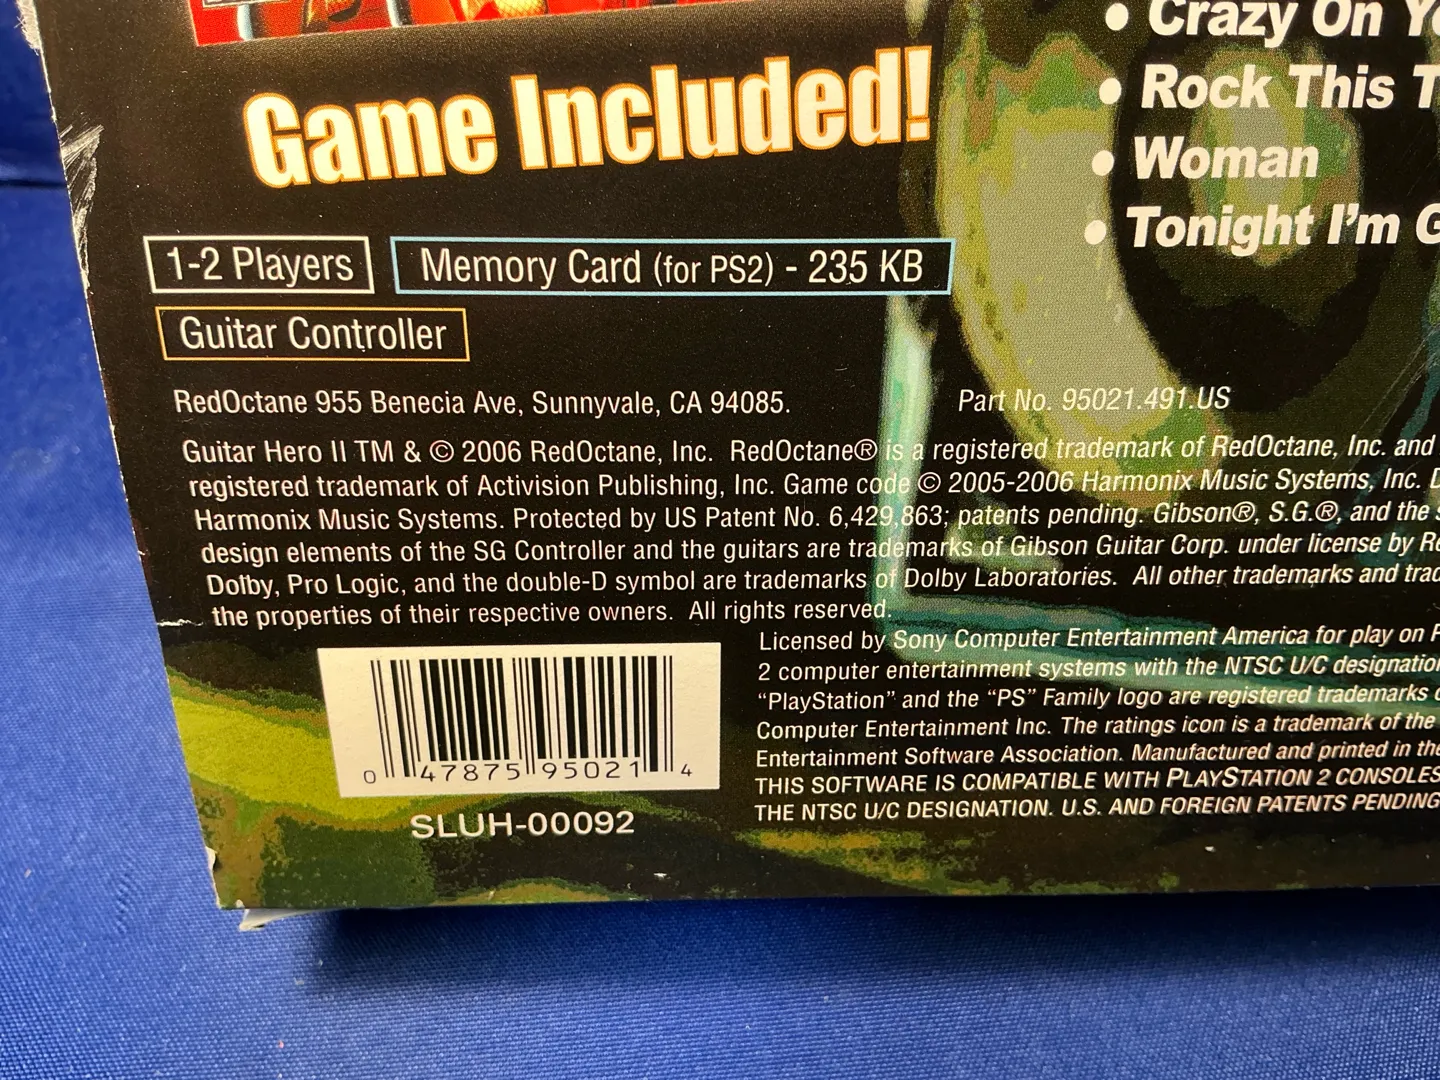 • Crazy On
• Rock This
• Woman
• Tonight I'm
Game Included!
1-2 Players
Memory Card (for PS2) - 235 KB
Guitar Controller
RedOctane 955 Benecia Ave, Sunnyvale, CA 94085.
Part No. 95021.491.US
Guitar Hero II TM & © 2006 RedOctane, Inc. RedOctane® is a registered trademark of RedOctane, Inc. and
registered trademark of Activision Publishing, Inc. Game code © 2005-2006 Harmonix Music Systems, Inc.
Harmonix Music Systems. Protected by US Patent No. 6,429,863; patents pending. Gibson®, S.G.®, and the
design elements of the SG Controller and the guitars are trademarks of Gibson Guitar Corp. under license by
Dolby, Pro Logic, and the double-D symbol are trademarks of Dolby Laboratories. All other trademarks and
the properties of their respective owners. All rights reserved.
Licensed by Sony Computer Entertainment America for play on
2 computer entertainment systems with the NTSC U/C
"PlayStation" and the "PS" Family logo are registered trademarks
Computer Entertainment Inc. The ratings icon is a trademark of the
Entertainment Software Association. Manufactured and printed in the
THIS SOFTWARE IS COMPATIBLE WITH PLAYSTATION 2 CONSOLES
THE NTSC U/C DESIGNATION. U.S. AND FOREIGN PATENTS PENDING
0 47875 95021 4
SLUH-00092